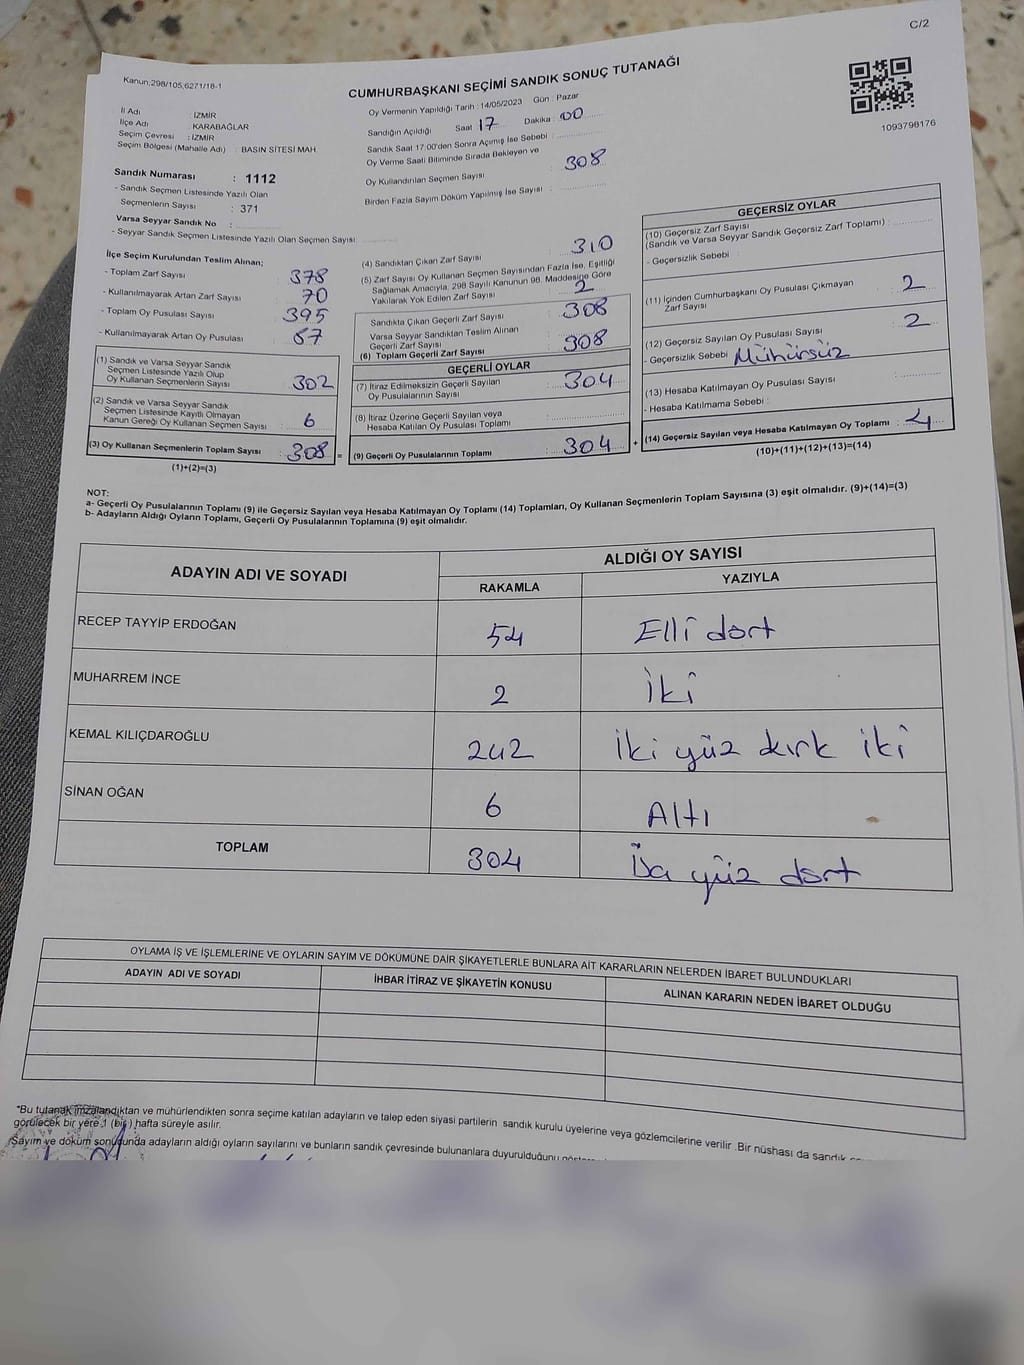 C/2
Kanun;298/105,6271/18-1
CUMHURBAŞKANI SEÇİMİ SANDIK SONUÇ TUTANAĞI
1093798176
İl Adı : İZMİR
İlçe Adı : KARABAĞLAR
Seçim Çevresi : İZMİR
Seçim Bölgesi (Mahalle Adı) : BASIN SİTESİ MAH.
Sandık Numarası : 1112
- Sandık Seçmen Listesinde Yazılı Olan
Seçmenlerin Sayısı : 371
Varsa Seyyar Sandık No :
- Seyyar Sandık Seçmen Listesinde Yazılı Olan Seçmen Sayısı
Oy Vermenin Yapıldığı Tarih : 14/05/2023 Gün : Pazar
Sandığın Açıldığı Saat 17 Dakika : 00
Sandık Saat 17:00'den Sonra Açımış İse Sebebi :
Oy Verme Saati Bitiminde Sırada Bekleyen ve
Oy Kullandırılan Seçmen Sayısı : 308
Birden Fazla Sayım Döküm Yapılmış İse Sayısı :
İlçe Seçim Kurulundan Teslim Alınan;
- Toplam Zarf Sayısı : 378
- Kullanılmayarak Artan Zarf Sayısı : 70
- Toplam Oy Pusulası Sayısı : 395
- Kullanılmayarak Artan Oy Pusulası : 87
(1) Sandık ve Varsa Seyyar Sandık
Seçmen Listesinde Yazılı Olup
Oy Kullanan Seçmenlerin Sayısı : 302
(2) Sandık ve Varsa Seyyar Sandık
Seçmen Listesinde Kayıtlı Olmayan
Kanun Gereği Oy Kullanan Seçmen Sayısı : 6
(3) Oy Kullanan Seçmenlerin Toplam Sayısı : 308
(1)+(2)=(3)
(4) Sandıktan Çıkan Zarf Sayısı : 310
(5) Zarf Sayısı Oy Kullanan Seçmen Sayısından Fazla İse, Eşitliği
Sağlamak Amacıyla, 298 Sayılı Kanunun 98. Maddesine Göre
Yakılarak Yok Edilen Zarf Sayısı : 2
Sandıkta Çıkan Geçerli Zarf Sayısı : 308
Varsa Seyyar Sandıktan Teslim Alınan
Geçerli Zarf Sayısı
(6) Toplam Geçerli Zarf Sayısı : 308
GEÇERLİ OYLAR
(7) İtiraz Edilmeksizin Geçerli Sayılan
Oy Pusulalarının Sayısı : 304
(8) İtiraz Üzerine Geçerli Sayılan veya
Hesaba Katılan Oy Pusulası Toplamı :
= (9) Geçerli Oy Pusulalarının Toplamı : 304
GEÇERSİZ OYLAR
(10) Geçersiz Zarf Sayısı
(Sandık ve Varsa Seyyar Sandık Geçersiz Zarf Toplamı) :
- Geçersizlik Sebebi :
(11) İçinden Cumhurbaşkanı Oy Pusulası Çıkmayan
Zarf Sayısı : 2
(12) Geçersiz Sayılan Oy Pusulası Sayısı : 2
- Geçersizlik Sebebi : Mühürsüz
(13) Hesaba Katılmayan Oy Pusulası Sayısı :
- Hesaba Katılmama Sebebi :
+ (14) Geçersiz Sayılan veya Hesaba Katılmayan Oy Toplamı : 4
(10)+(11)+(12)+(13)=(14)
NOT:
a- Geçerli Oy Pusulalarının Toplamı (9) ile Geçersiz Sayılan veya Hesaba Katılmayan Oy Toplamı (14) Toplamları, Oy Kullanan Seçmenlerin Toplam Sayısına (3) eşit olmalıdır. (9)+(14)=(3)
b- Adayların Aldığı Oyların Toplamı, Geçerli Oy Pusulalarının Toplamına (9) eşit olmalıdır.
ADAYIN ADI VE SOYADI ALDIĞI OY SAYISI
RAKAMLA YAZIYLA
RECEP TAYYİP ERDOĞAN 54 Elli dört
MUHARREM İNCE 2 İki
KEMAL KILIÇDAROĞLU 242 İki yüz kırk iki
SİNAN OĞAN 6 Altı
TOPLAM 304 yüz dört
OYLAMA İŞ VE İŞLEMLERİNE VE OYLARIN SAYIM VE DÖKÜMÜNE DAİR ŞİKAYETLERLE BUNLARA AİT KARARLARIN NELERDEN İBARET BULUNDUKLARI
ADAYIN ADI VE SOYADI İHBAR İTİRAZ VE ŞİKAYETİN KONUSU ALINAN KARARIN NEDEN İBARET OLDUĞU
*Bu tutanak imzalandıktan ve mühürlendikten sonra seçime katılan adayların ve talep eden siyasi partilerin sandık kurulu üyelerine veya gözlemcilerine verilir .Bir nüshası da sandık
görülecek bir yere 1 (bir ) hafta süreyle asılır.
Sayım ve döküm sonucunda adayların aldığı oyların sayılarını ve bunların sandık çevresinde bulunanlara duyurulduğunu